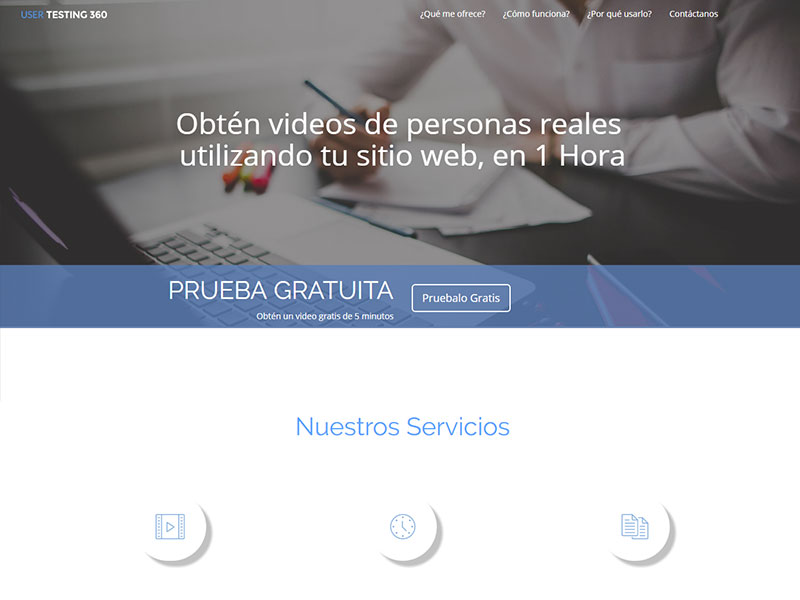 USER TESTING 360
¿Qué me ofrece? ¿Cómo funciona? ¿Por qué usarlo? Contáctanos
Obtén videos de personas reales
utilizando tu sitio web, en 1 Hora
PRUEBA GRATUITA
Obtén un video gratis de 5 minutos
Pruebalo Gratis
Nuestros Servicios